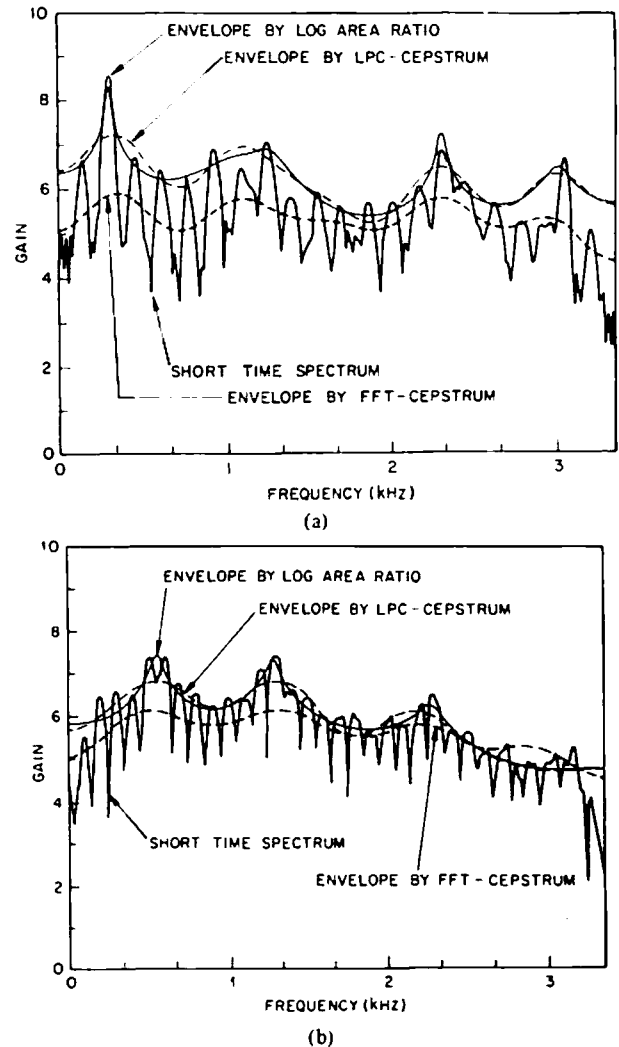 10
ENVELOPE BY LOG AREA RATIO
ENVELOPE BY LPC-CEPSTRUM
8
6
GAIN
4
SHORT TIME SPECTRUM
2
ENVELOPE BY FFT-CEPSTRUM
0
0 1 2 3
FREQUENCY (kHz)
(a)
10
ENVELOPE BY LOG AREA RATIO
ENVELOPE BY LPC-CEPSTRUM
8
6
GAIN
4
SHORT TIME SPECTRUM
ENVELOPE BY FFT-CEPSTRUM
2
0
0 1 2 3
FREQUENCY (kHz)
(b)